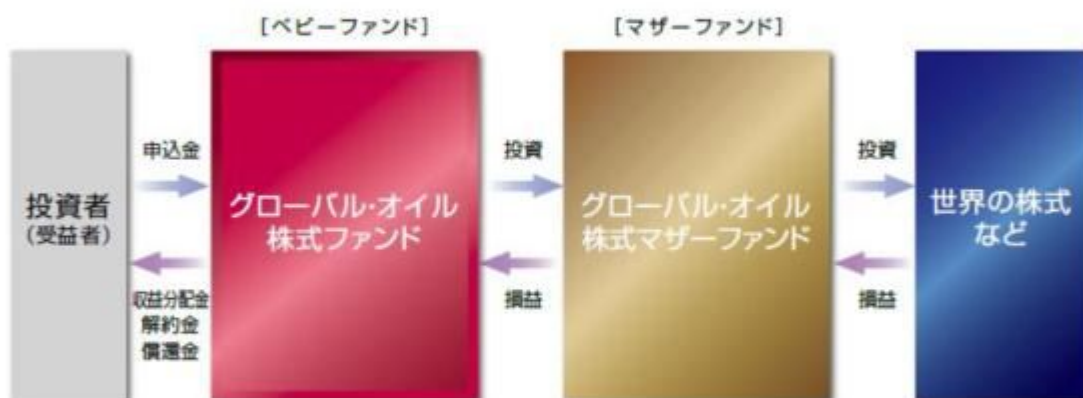 [ベビーファンド]
[マザーファンド]
投資者
(受益者)
申込金
収益分配金
解約金
償還金
グローバル・オイル
株式ファンド
投資
損益
グローバル・オイル
株式マザーファンド
投資
損益
世界の株式
など